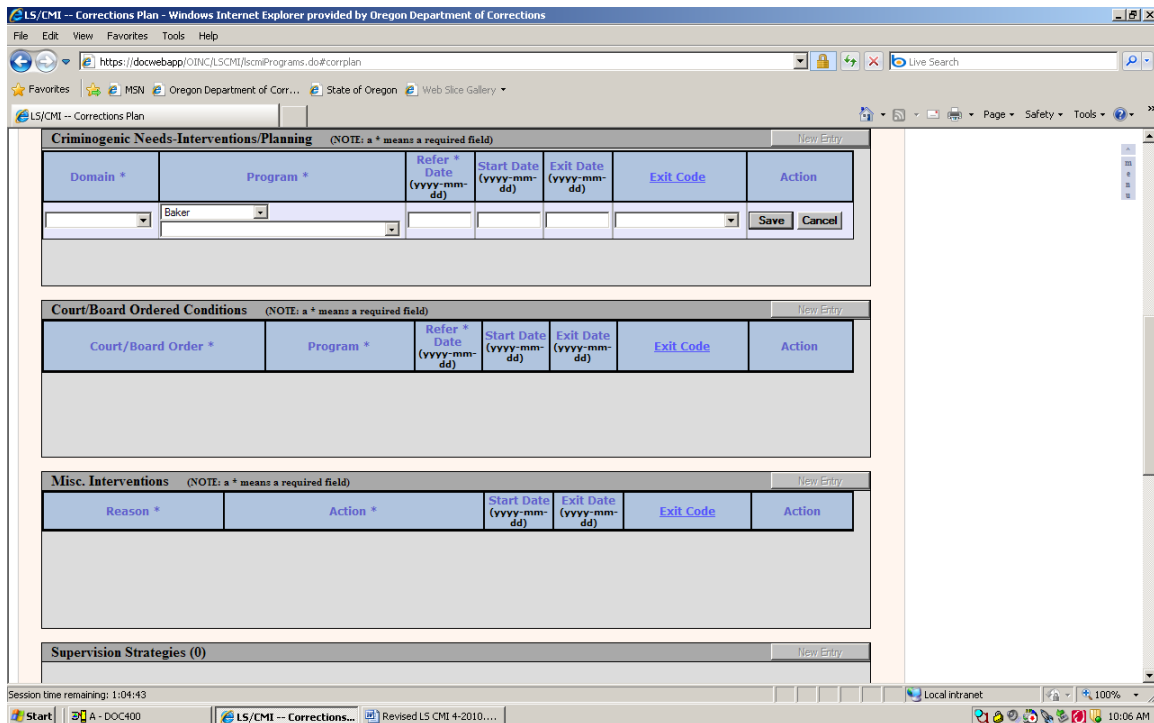 LS/CMI -- Corrections Plan - Windows Internet Explorer provided by Oregon Department of Corrections
File Edit View Favorites Tools Help
https://docwebapp/OINC/LSCMI/lscmiPrograms.do#corrplan
Live Search
Favorites MSN Oregon Department of Corr... State of Oregon Web Slice Gallery
LS/CMI -- Corrections Plan
Page Safety Tools »
Criminogenic Needs-Interventions/Planning (NOTE: a * means a required field) New Entry
Domain * Program * Refer * Date (yyyy-mm-dd) Start Date (yyyy-mm-dd) Exit Date (yyyy-mm-dd) Exit Code Action
Baker
Save Cancel
Court/Board Ordered Conditions (NOTE: a * means a required field) New Entry
Court/Board Order * Program * Refer * Date (yyyy-mm-dd) Start Date (yyyy-mm-dd) Exit Date (yyyy-mm-dd) Exit Code Action
Misc. Interventions (NOTE: a * means a required field) New Entry
Reason * Action * Start Date (yyyy-mm-dd) Exit Date (yyyy-mm-dd) Exit Code Action
Supervision Strategies (0) New Entry
Session time remaining: 1:04:43
Local intranet 100%
Start A - DOC400 LS/CMI -- Corrections... Revised LS CMI 4-2010.... 10:06 AM